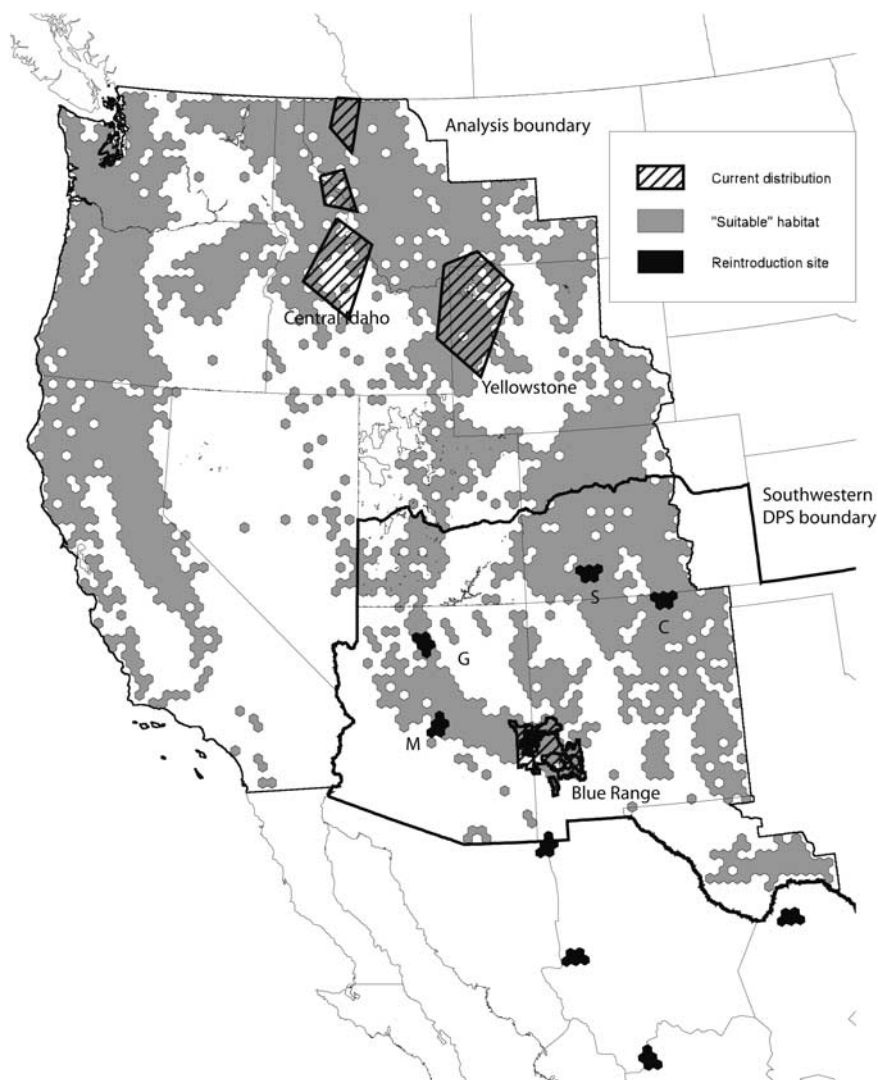 Analysis boundary
Current distribution
"Suitable" habitat
Reintroduction site
Central Idaho
Yellowstone
Southwestern
DPS boundary
S
C
G
M
Blue Range